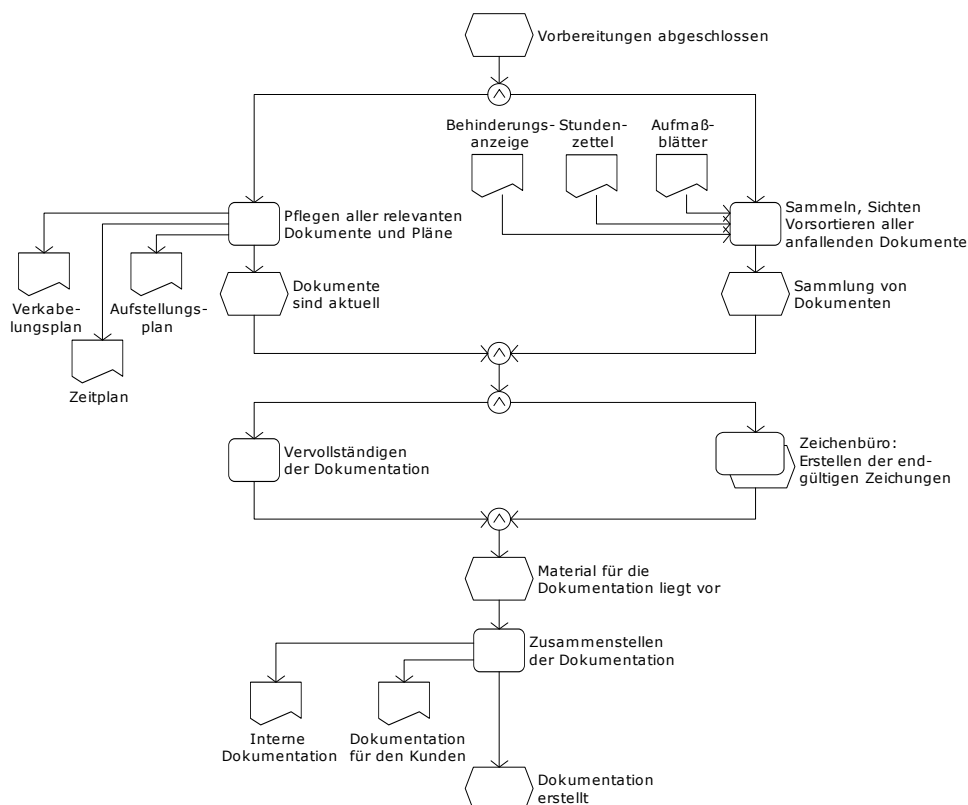 Vorbereitungen abgeschlossen
Behinderungs-
anzeige
Stunden-
zettel
Aufmaß-
blätter
Pflegen aller relevanten
Dokumente und Pläne
Sammeln, Sichten
Vorsortieren aller
anfallenden Dokumente
Verkabe-
lungsplan
Aufstellungs-
plan
Zeitplan
Dokumente
sind aktuell
Sammlung von
Dokumenten
Vervollständigen
der Dokumentation
Zeichenbüro:
Erstellen der end-
gültigen Zeichungen
Material für die
Dokumentation liegt vor
Zusammenstellen
der Dokumentation
Interne
Dokumentation
Dokumentation
für den Kunden
Dokumentation
erstellt